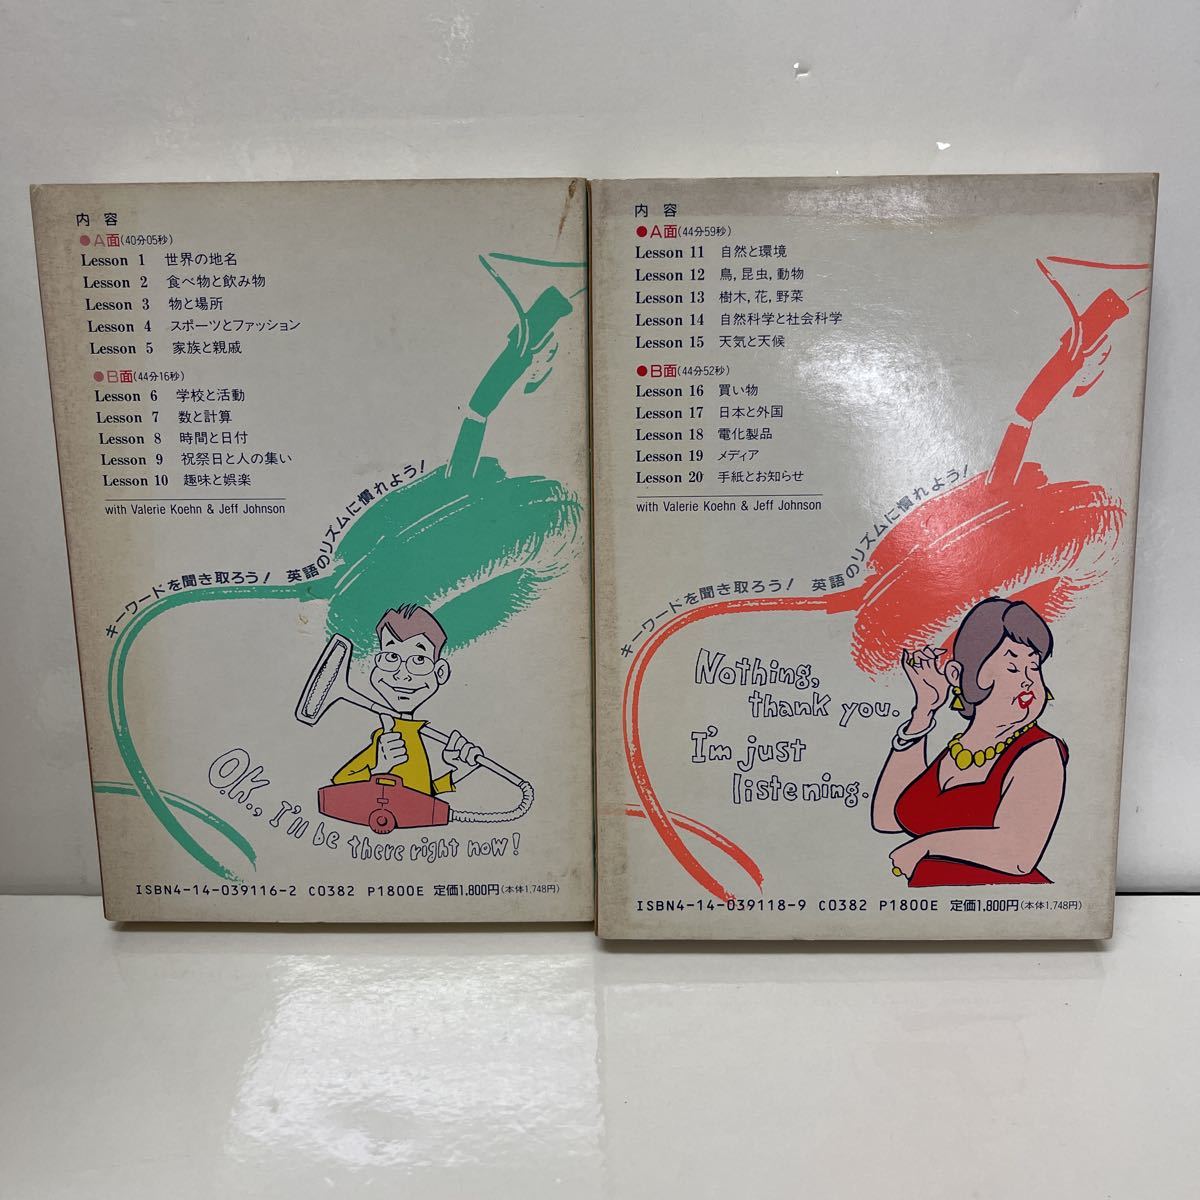 内容
●A面(40分05秒)
Lesson 1 世界の地名
Lesson 2 食べ物と飲み物
Lesson 3 物と場所
Lesson 4 スポーツとファッション
Lesson 5 家族と親戚
●B面(44分16秒)
Lesson 6 学校と活動
Lesson 7 数と計算
Lesson 8 時間と日付
Lesson 9 祝祭日と人の集い
Lesson 10 趣味と娯楽
with Valerie Koehn & Jeff Johnson
キーワードを聞き取ろう! 英語のリズムに慣れよう!
O.K., I'll be there right now!
ISBN4-14-039116-2 C0382 P1800E 定価1,800円(本体1,748円)
内容
●A面(44分59秒)
Lesson 11 自然と環境
Lesson 12 鳥,昆虫,動物
Lesson 13 樹木,花,野菜
Lesson 14 自然科学と社会科学
Lesson 15 天気と天候
●B面(44分52秒)
Lesson 16 買い物
Lesson 17 日本と外国
Lesson 18 電化製品
Lesson 19 メディア
Lesson 20 手紙とお知らせ
with Valerie Koehn & Jeff Johnson
キーワードを聞き取ろう! 英語のリズムに慣れよう!
Nothing,
thank you.
I'm just
listening.
ISBN4-14-039118-9 C0382 P1800E 定価1,800円(本体1,748円)